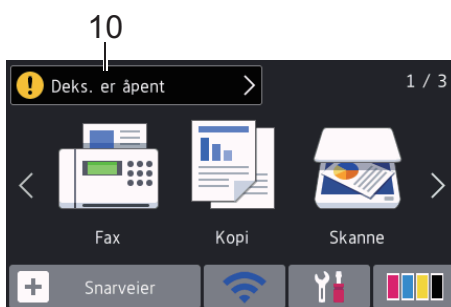 10
! Deks. er åpent
1 / 3
Fax Kopi Skanne
+ Snarveier